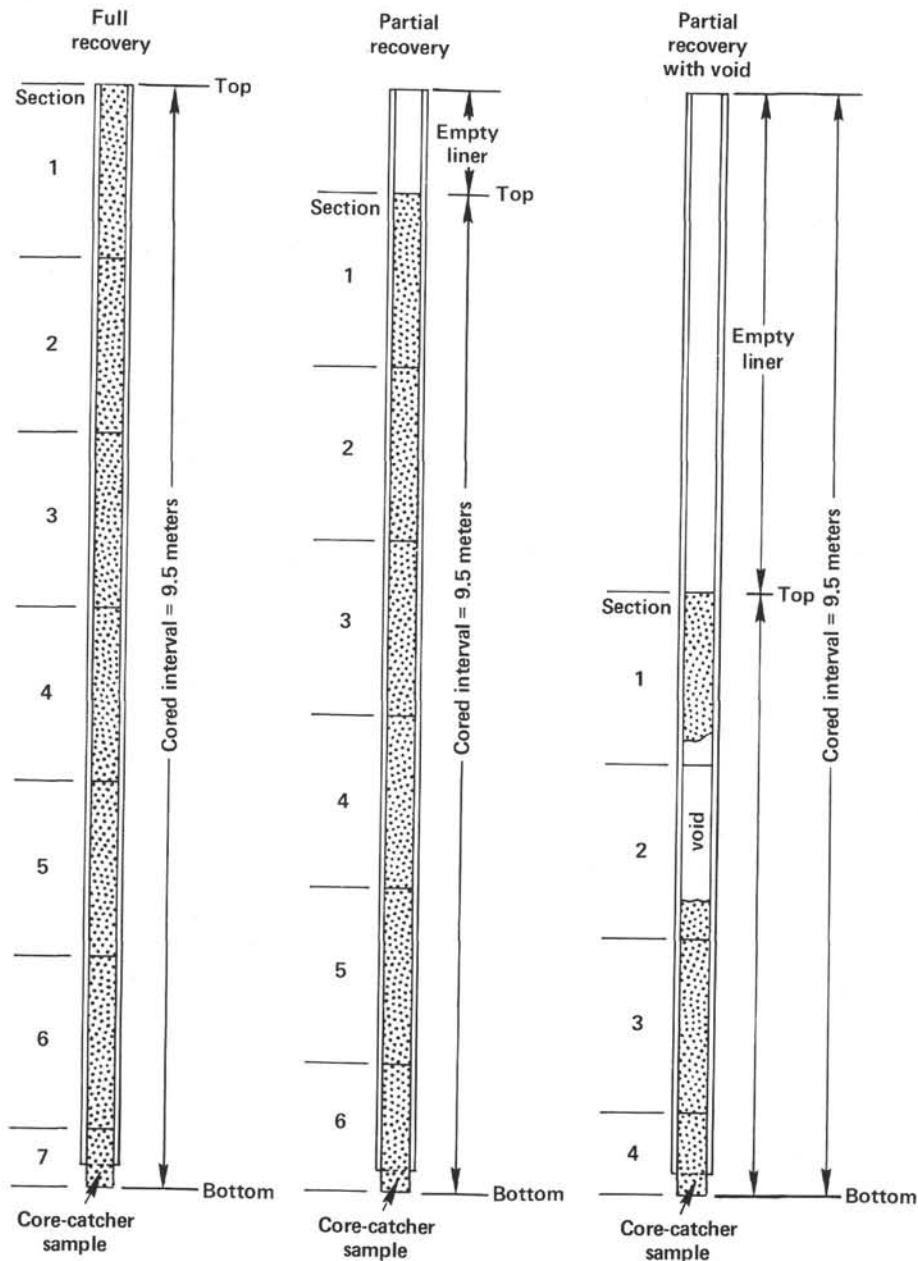 Full
recovery
Top
Section
1
2
3
4
5
6
7
Cored interval = 9.5 meters
Bottom
Core-catcher
sample
Partial
recovery
Empty
liner
Top
Section
1
2
3
4
5
6
Cored interval = 9.5 meters
Bottom
Core-catcher
sample
Partial
recovery
with void
Empty
liner
Top
Section
1
2
void
3
4
Cored interval = 9.5 meters
Bottom
Core-catcher
sample